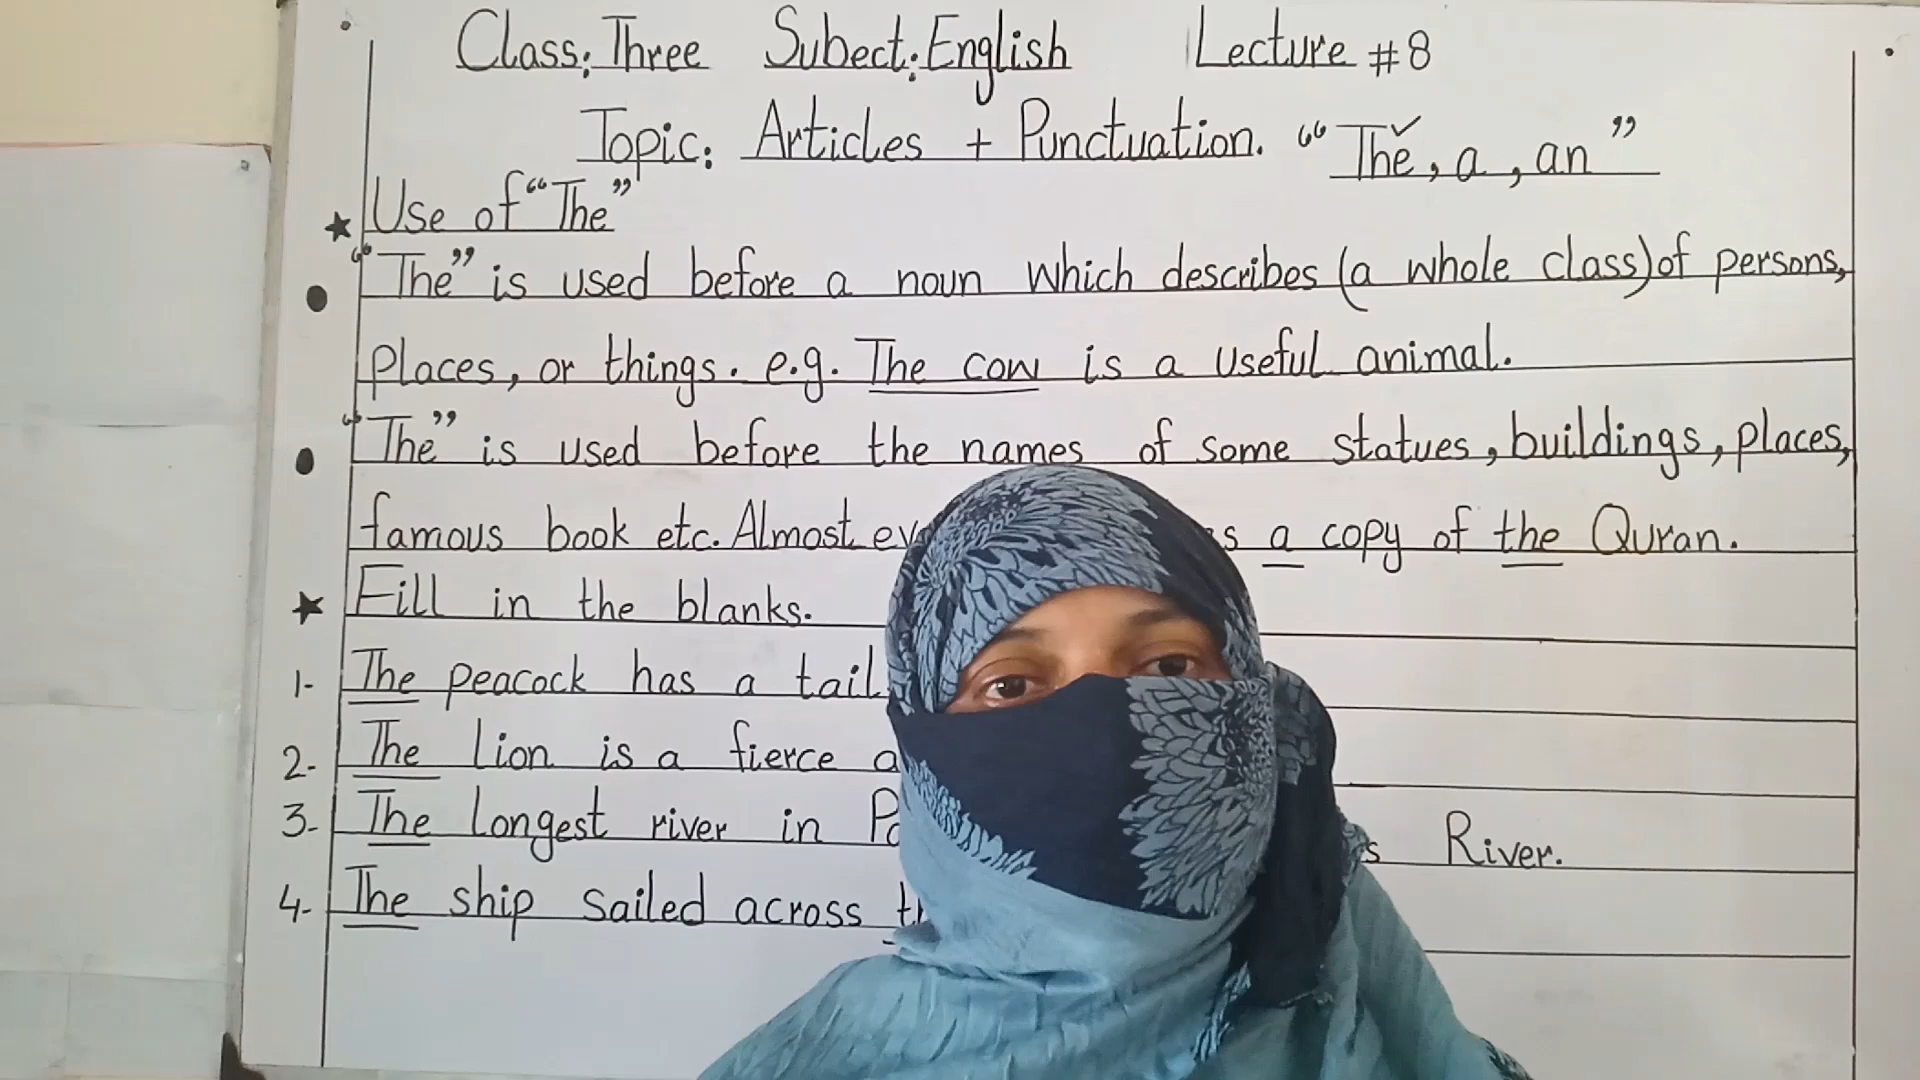 Class: Three Subect: English Lecture #8
Topic: Articles + Punctuation. "The, a, an"
Use of "The"
"The" is used before a noun which describes (a whole class) of persons,
places, or things. e.g. The cow is a useful animal.
"The" is used before the names of some statues, buildings, places,
famous book etc. Almost a copy of the Quran.
Fill in the blanks.
1- The peacock has a tail
2- The Lion is a fierce
3- The longest river in River.
4- The ship sailed across